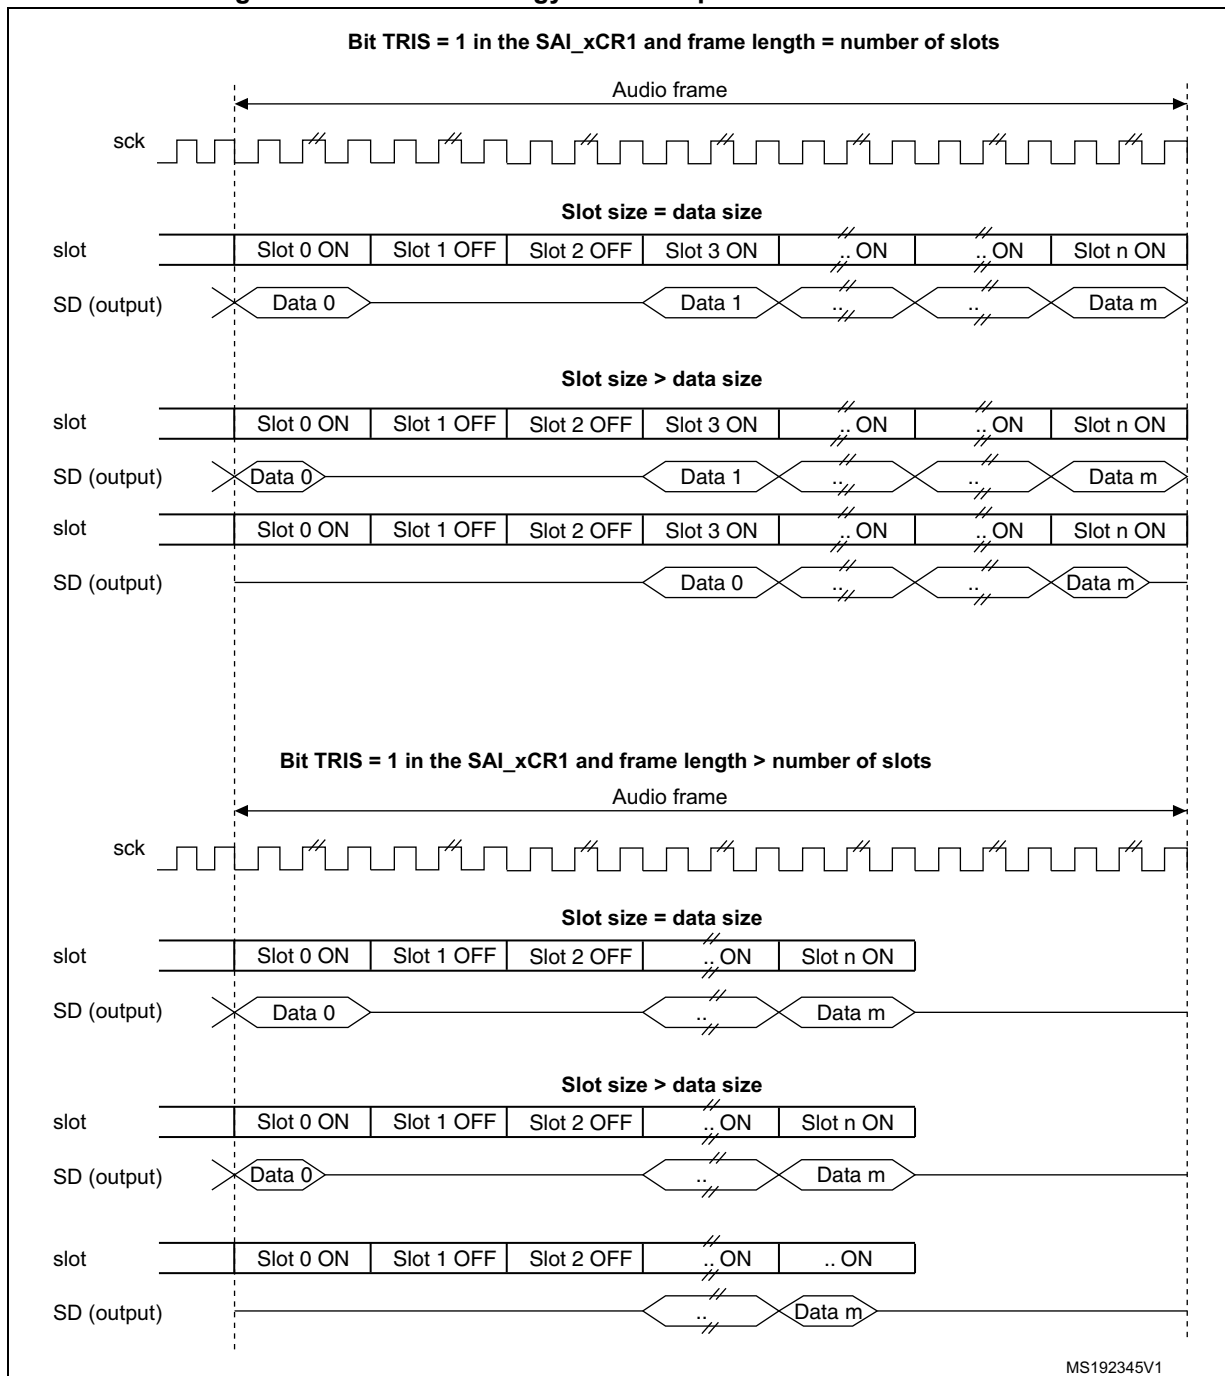 Bit TRIS = 1 in the SAI_xCR1 and frame length = number of slots
Audio frame
sck
Slot size = data size
slot Slot 0 ON Slot 1 OFF Slot 2 OFF Slot 3 ON .. ON .. ON Slot n ON
SD (output) Data 0 Data 1 .. .. Data m
Slot size > data size
slot Slot 0 ON Slot 1 OFF Slot 2 OFF Slot 3 ON .. ON .. ON Slot n ON
SD (output) Data 0 Data 1 .. .. Data m
slot Slot 0 ON Slot 1 OFF Slot 2 OFF Slot 3 ON .. ON .. ON Slot n ON
SD (output) Data 0 .. .. Data m
Bit TRIS = 1 in the SAI_xCR1 and frame length > number of slots
Audio frame
sck
Slot size = data size
slot Slot 0 ON Slot 1 OFF Slot 2 OFF .. ON Slot n ON
SD (output) Data 0 .. Data m
Slot size > data size
slot Slot 0 ON Slot 1 OFF Slot 2 OFF .. ON Slot n ON
SD (output) Data 0 .. Data m
slot Slot 0 ON Slot 1 OFF Slot 2 OFF .. ON .. ON
SD (output) .. Data m
MS192345V1